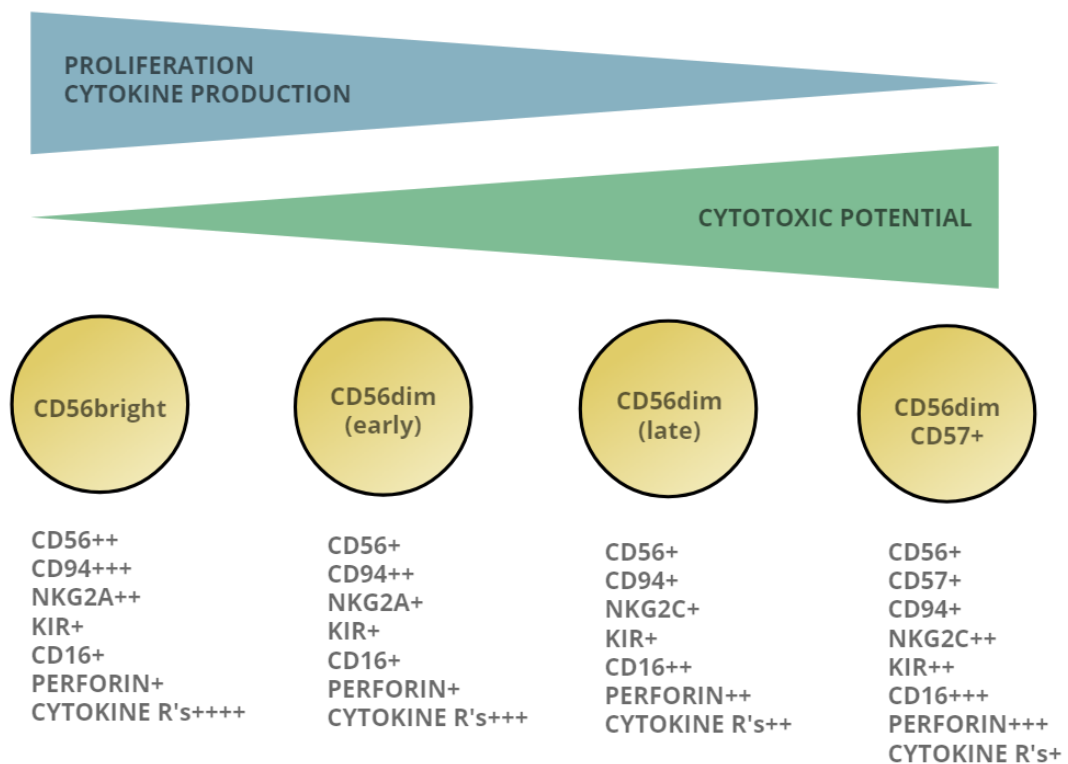 PROLIFERATION
CYTOKINE PRODUCTION
CYTOTOXIC POTENTIAL
CD56bright
CD56dim
(early)
CD56dim
(late)
CD56dim
CD57+
CD56++
CD94+++
NKG2A++
KIR+
CD16+
PERFORIN+
CYTOKINE R's++++
CD56+
CD94++
NKG2A+
KIR+
CD16+
PERFORIN+
CYTOKINE R's+++
CD56+
CD94+
NKG2C+
KIR+
CD16++
PERFORIN++
CYTOKINE R's++
CD56+
CD57+
CD94+
NKG2C++
KIR++
CD16+++
PERFORIN+++
CYTOKINE R's+